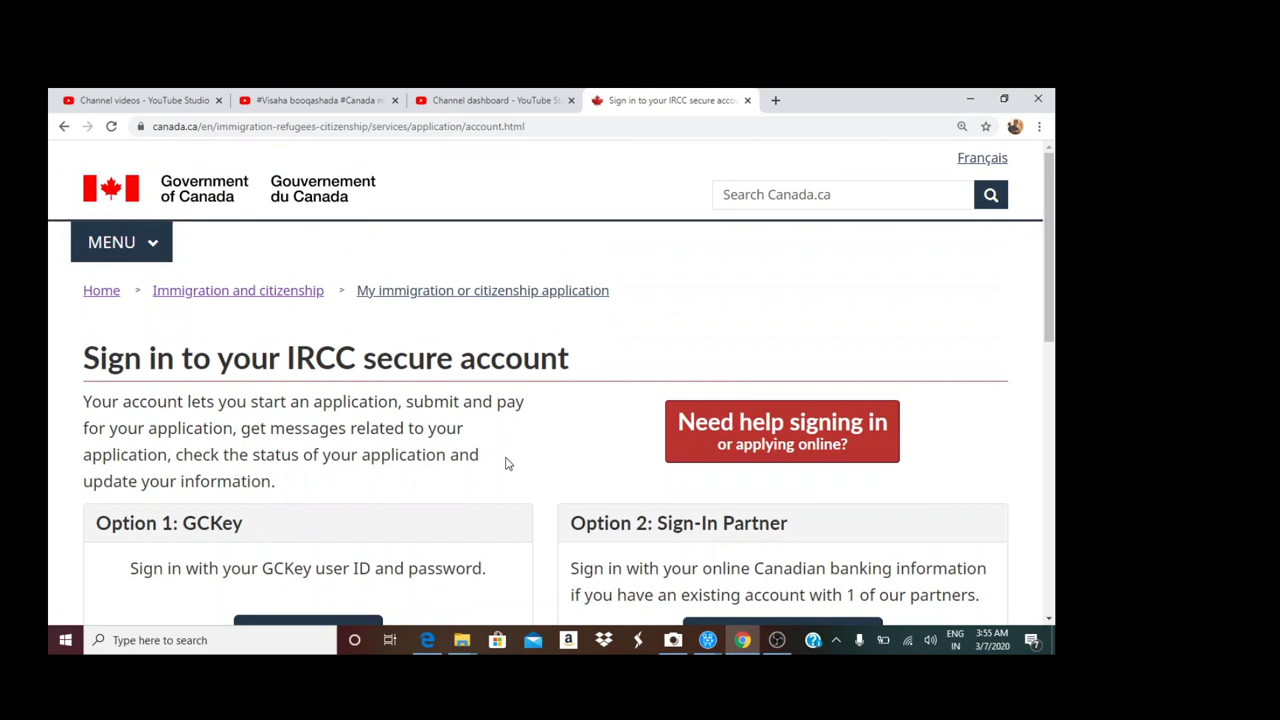 Channel videos - YouTube Studio
#Visaha booqashada #Canada m
Channel dashboard - YouTube St
Sign in to your IRCC secure acco
canada.ca/en/immigration-refugees-citizenship/services/application/account.html
Français
Government of Canada
Gouvernement du Canada
Search Canada.ca
MENU
Home > Immigration and citizenship > My immigration or citizenship application
Sign in to your IRCC secure account
Your account lets you start an application, submit and pay
for your application, get messages related to your
application, check the status of your application and
update your information.
Need help signing in
or applying online?
Option 1: GCKey
Sign in with your GCKey user ID and password.
Option 2: Sign-In Partner
Sign in with your online Canadian banking information
if you have an existing account with 1 of our partners.
Type here to search
ENG
IN
3:55 AM
3/7/2020
7